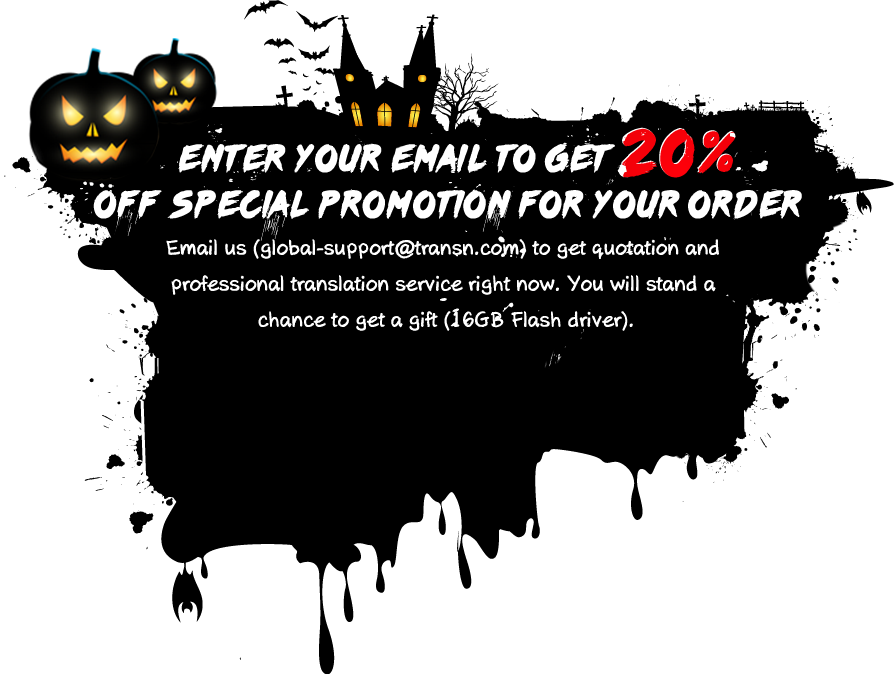 ENTER YOUR EMAIL TO GET 20%
OFF SPECIAL PROMOTION FOR YOUR ORDER
Email us (global-support@transn.com) to get quotation and
professional translation service right now. You will stand a
chance to get a gift (16GB Flash driver).